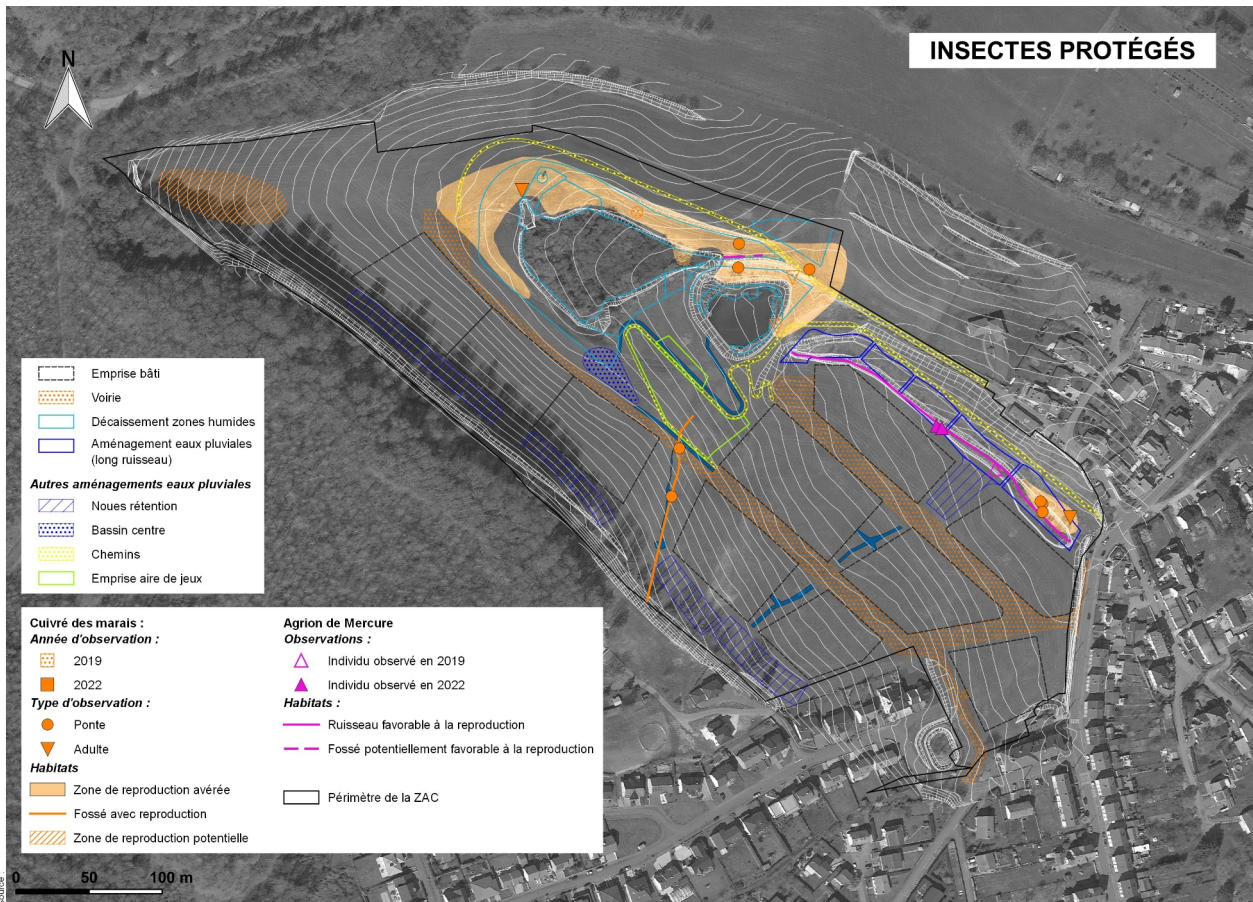 INSECTES PROTÉGÉS
N
Emprise bâti
Voirie
Décaissement zones humides
Aménagement eaux pluviales
(long ruisseau)
Autres aménagements eaux pluviales
Noues rétention
Bassin centre
Chemins
Emprise aire de jeux
Cuivré des marais :
Année d'observation :
2019
2022
Type d'observation :
Ponte
Adulte
Habitats
Zone de reproduction avérée
Fossé avec reproduction
Zone de reproduction potentielle
Agrion de Mercure
Observations :
Individu observé en 2019
Individu observé en 2022
Habitats :
Ruisseau favorable à la reproduction
Fossé potentiellement favorable à la reproduction
Périmètre de la ZAC
0 50 100 m
Source :